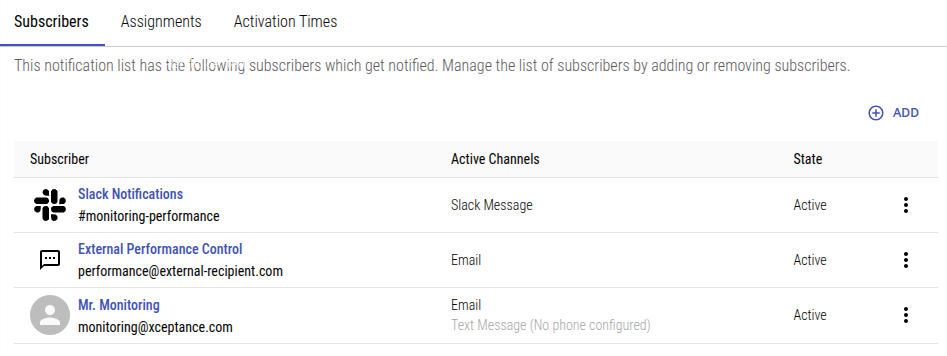 Subscribers Assignments Activation Times
This notification list has the following subscribers which get notified. Manage the list of subscribers by adding or removing subscribers.
ADD
Subscriber Active Channels State
Slack Notifications
#monitoring-performance
Slack Message
Active
External Performance Control
performance@external-recipient.com
Email
Active
Mr. Monitoring
monitoring@xceptance.com
Email
Text Message (No phone configured)
Active